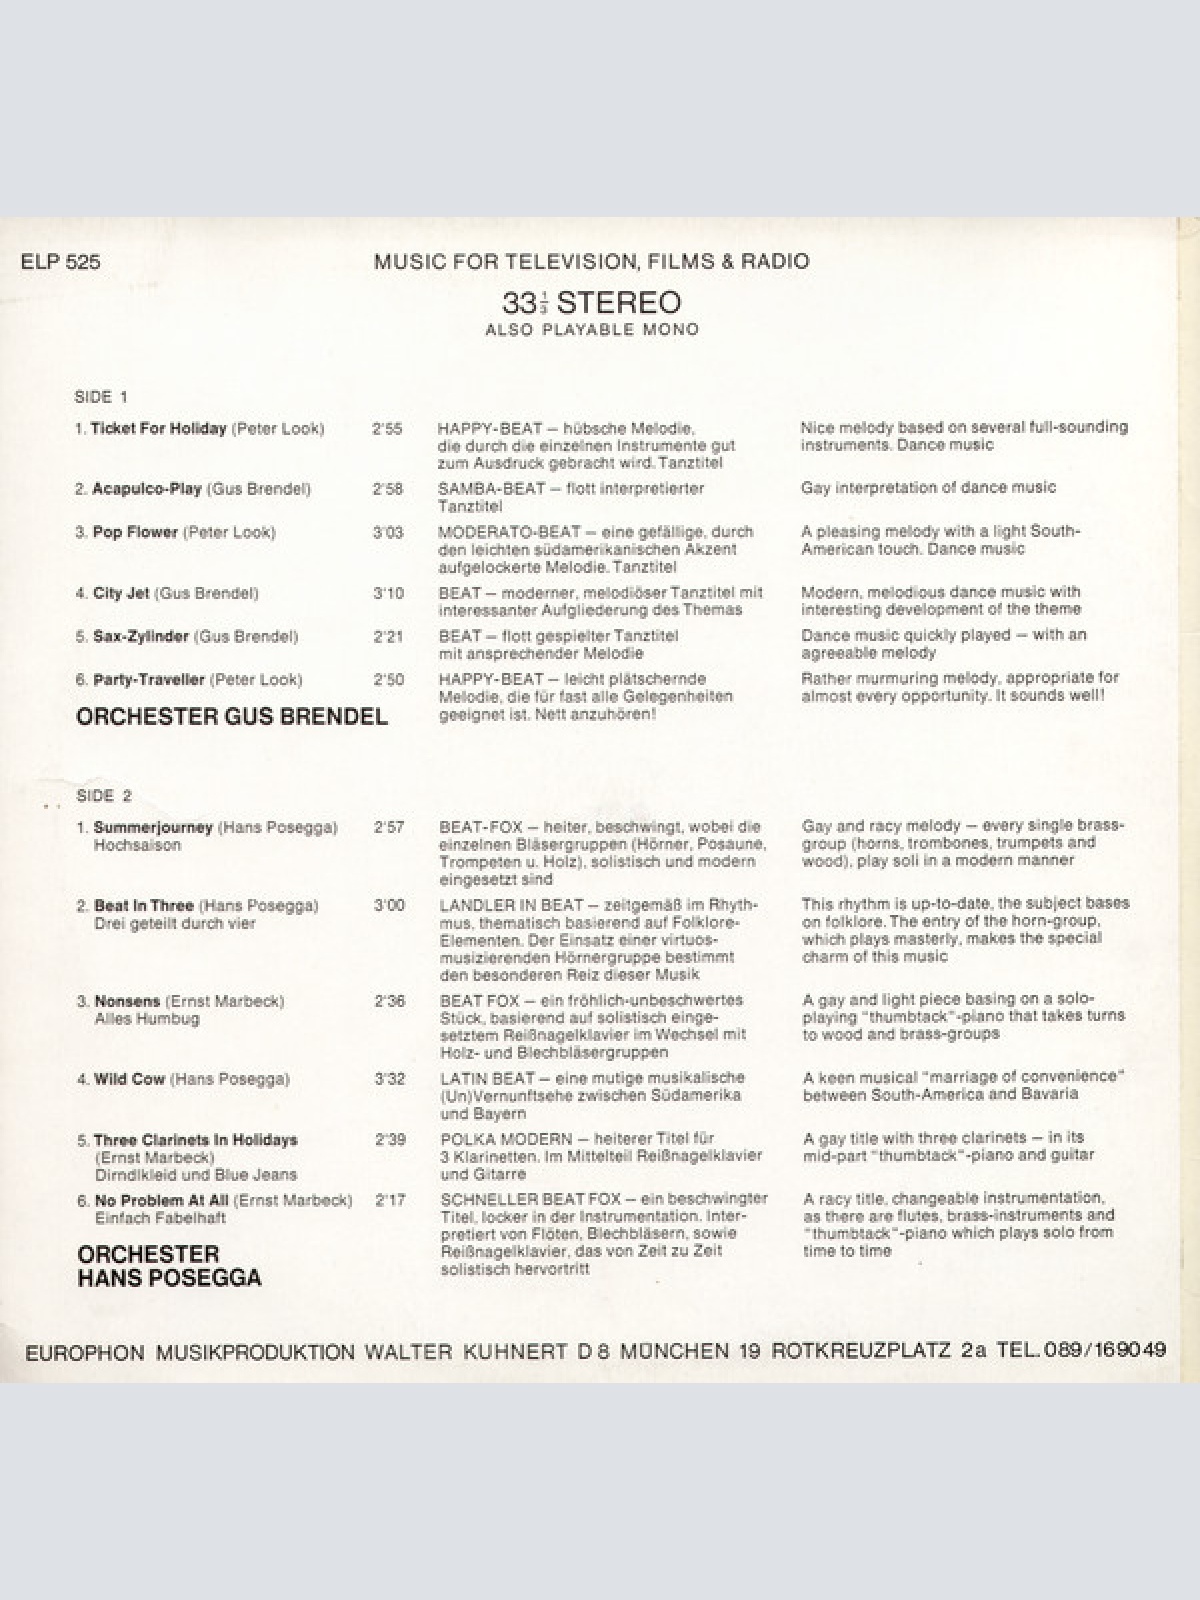 ELP 525
MUSIC FOR TELEVISION, FILMS & RADIO
33 1/3 STEREO
ALSO PLAYABLE MONO
SIDE 1
1. Ticket For Holiday (Peter Look) 2'55
HAPPY-BEAT – hübsche Melodie,
die durch die einzelnen Instrumente gut
zum Ausdruck gebracht wird. Tanztitel
Nice melody based on several full-sounding
instruments. Dance music
2. Acapulco-Play (Gus Brendel) 2'58
SAMBA-BEAT – flott interpretierter
Tanztitel
Gay interpretation of dance music
3. Pop Flower (Peter Look) 3'03
MODERATO-BEAT – eine gefällige, durch
den leichten südamerikanischen Akzent
aufgelockerte Melodie. Tanztitel
A pleasing melody with a light South-
American touch. Dance music
4. City Jet (Gus Brendel) 3'10
BEAT – moderner, melodiöser Tanztitel mit
interessanter Aufgliederung des Themas
Modern, melodious dance music with
interesting development of the theme
5. Sax-Zylinder (Gus Brendel) 2'21
BEAT – flott gespielter Tanztitel
mit ansprechender Melodie
Dance music quickly played – with an
agreeable melody
6. Party-Traveller (Peter Look) 2'50
HAPPY-BEAT – leicht plätschernde
Melodie, die für fast alle Gelegenheiten
geeignet ist. Nett anzuhören!
Rather murmuring melody, appropriate for
almost every opportunity. It sounds well!
ORCHESTER GUS BRENDEL
SIDE 2
1. Summerjourney (Hans Posegga) 2'57
Hochsaison
BEAT-FOX – heiter, beschwingt, wobei die
einzelnen Bläsergruppen (Hörner, Posaune,
Trompeten u. Holz), solistisch und modern
eingesetzt sind
Gay and racy melody – every single brass-
group (horns, trombones, trumpets and
wood), play soli in a modern manner
2. Beat In Three (Hans Posegga) 3'00
Drei geteilt durch vier
LANDLER IN BEAT – zeitgemäß im Rhyth-
mus, thematisch basierend auf Folklore-
Elementen. Der Einsatz einer virtuos-
musizierenden Hörnergruppe bestimmt
den besonderen Reiz dieser Musik
This rhythm is up-to-date, the subject bases
on folklore. The entry of the horn-group,
which plays masterly, makes the special
charm of this music
3. Nonsens (Ernst Marbeck) 2'36
Alles Humbug
BEAT FOX – ein fröhlich-unbeschwertes
Stück, basierend auf solistisch einge-
setztem Reißnagelklavier im Wechsel mit
Holz- und Blechbläsergruppen
A gay and light piece basing on a solo-
playing "thumbtack"-piano that takes turns
to wood and brass-groups
4. Wild Cow (Hans Posegga) 3'32
LATIN BEAT – eine mutige musikalische
(Un)Vernunftsehe zwischen Südamerika
und Bayern
A keen musical "marriage of convenience"
between South-America and Bavaria
5. Three Clarinets In Holidays 2'39
(Ernst Marbeck)
Dirndlkleid und Blue Jeans
POLKA MODERN – heiterer Titel für
3 Klarinetten. Im Mittelteil Reißnagelklavier
und Gitarre
A gay title with three clarinets – in its
mid-part "thumbtack"-piano and guitar
6. No Problem At All (Ernst Marbeck) 2'17
Einfach Fabelhaft
SCHNELLER BEAT FOX – ein beschwingter
Titel, locker in der Instrumentation. Inter-
pretiert von Flöten, Blechbläsern, sowie
Reißnagelklavier, das von Zeit zu Zeit
solistisch hervortritt
A racy title, changeable instrumentation,
as there are flutes, brass-instruments and
"thumbtack"-piano which plays solo from
time to time
ORCHESTER
HANS POSEGGA
EUROPHON MUSIKPRODUKTION WALTER KUHNERT D 8 MÜNCHEN 19 ROTKREUZPLATZ 2a TEL. 089/169049